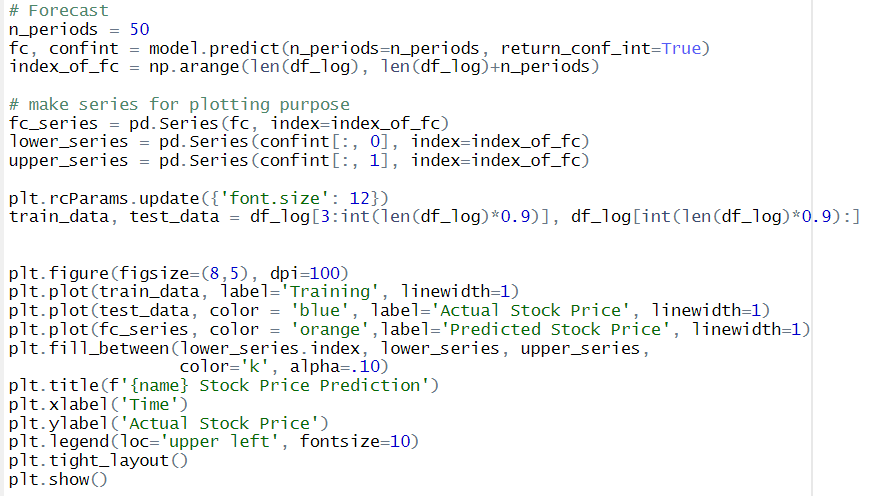 # Forecast
n_periods = 50
fc, confint = model.predict(n_periods=n_periods, return_conf_int=True)
index_of_fc = np.arange(len(df_log), len(df_log)+n_periods)
# make series for plotting purpose
fc_series = pd.Series(fc, index=index_of_fc)
lower_series = pd.Series(confint[:, 0], index=index_of_fc)
upper_series = pd.Series(confint[:, 1], index=index_of_fc)
plt.rcParams.update({'font.size': 12})
train_data, test_data = df_log[3:int(len(df_log)*0.9)], df_log[int(len(df_log)*0.9):]
plt.figure(figsize=(8,5), dpi=100)
plt.plot(train_data, label='Training', linewidth=1)
plt.plot(test_data, color = 'blue', label='Actual Stock Price', linewidth=1)
plt.plot(fc_series, color = 'orange',label='Predicted Stock Price', linewidth=1)
plt.fill_between(lower_series.index, lower_series, upper_series,
                 color='k', alpha=.10)
plt.title(f'{name} Stock Price Prediction')
plt.xlabel('Time')
plt.ylabel('Actual Stock Price')
plt.legend(loc='upper left', fontsize=10)
plt.tight_layout()
plt.show()